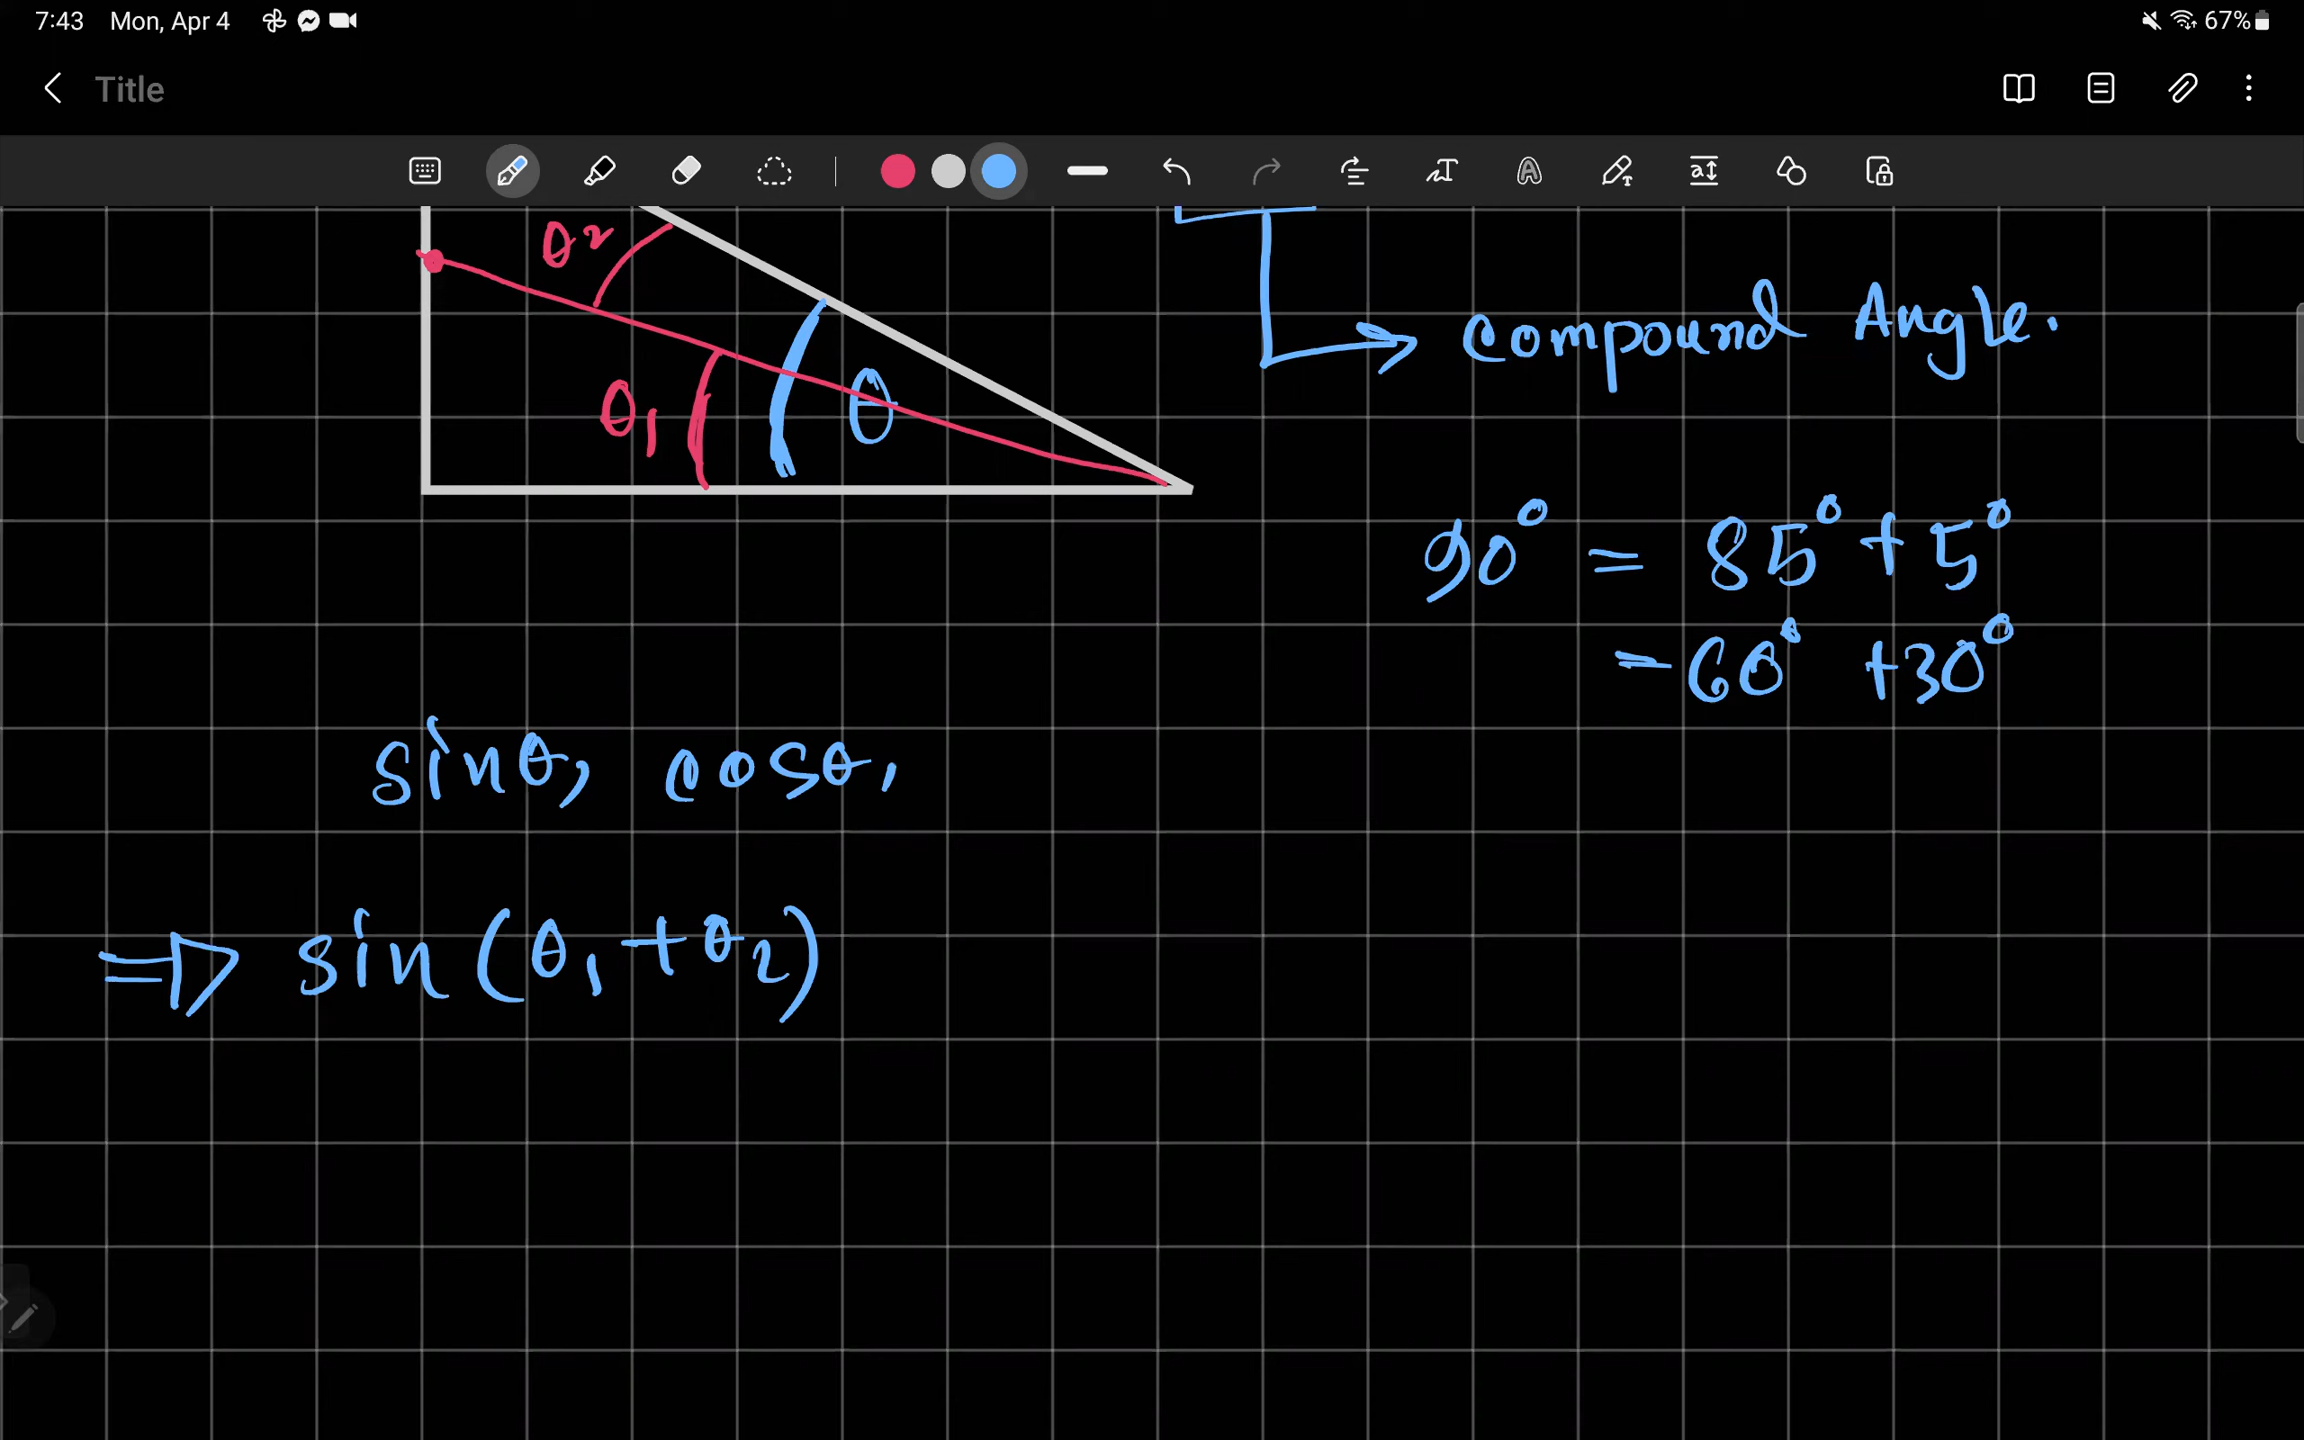 7:43 Mon, Apr 4 67%
Title
θ2
θ1 θ
Compound Angle.
90° = 85° + 5°
= 60° + 30°
sinθ, cosθ,
⇒ sin(θ1 + θ2)